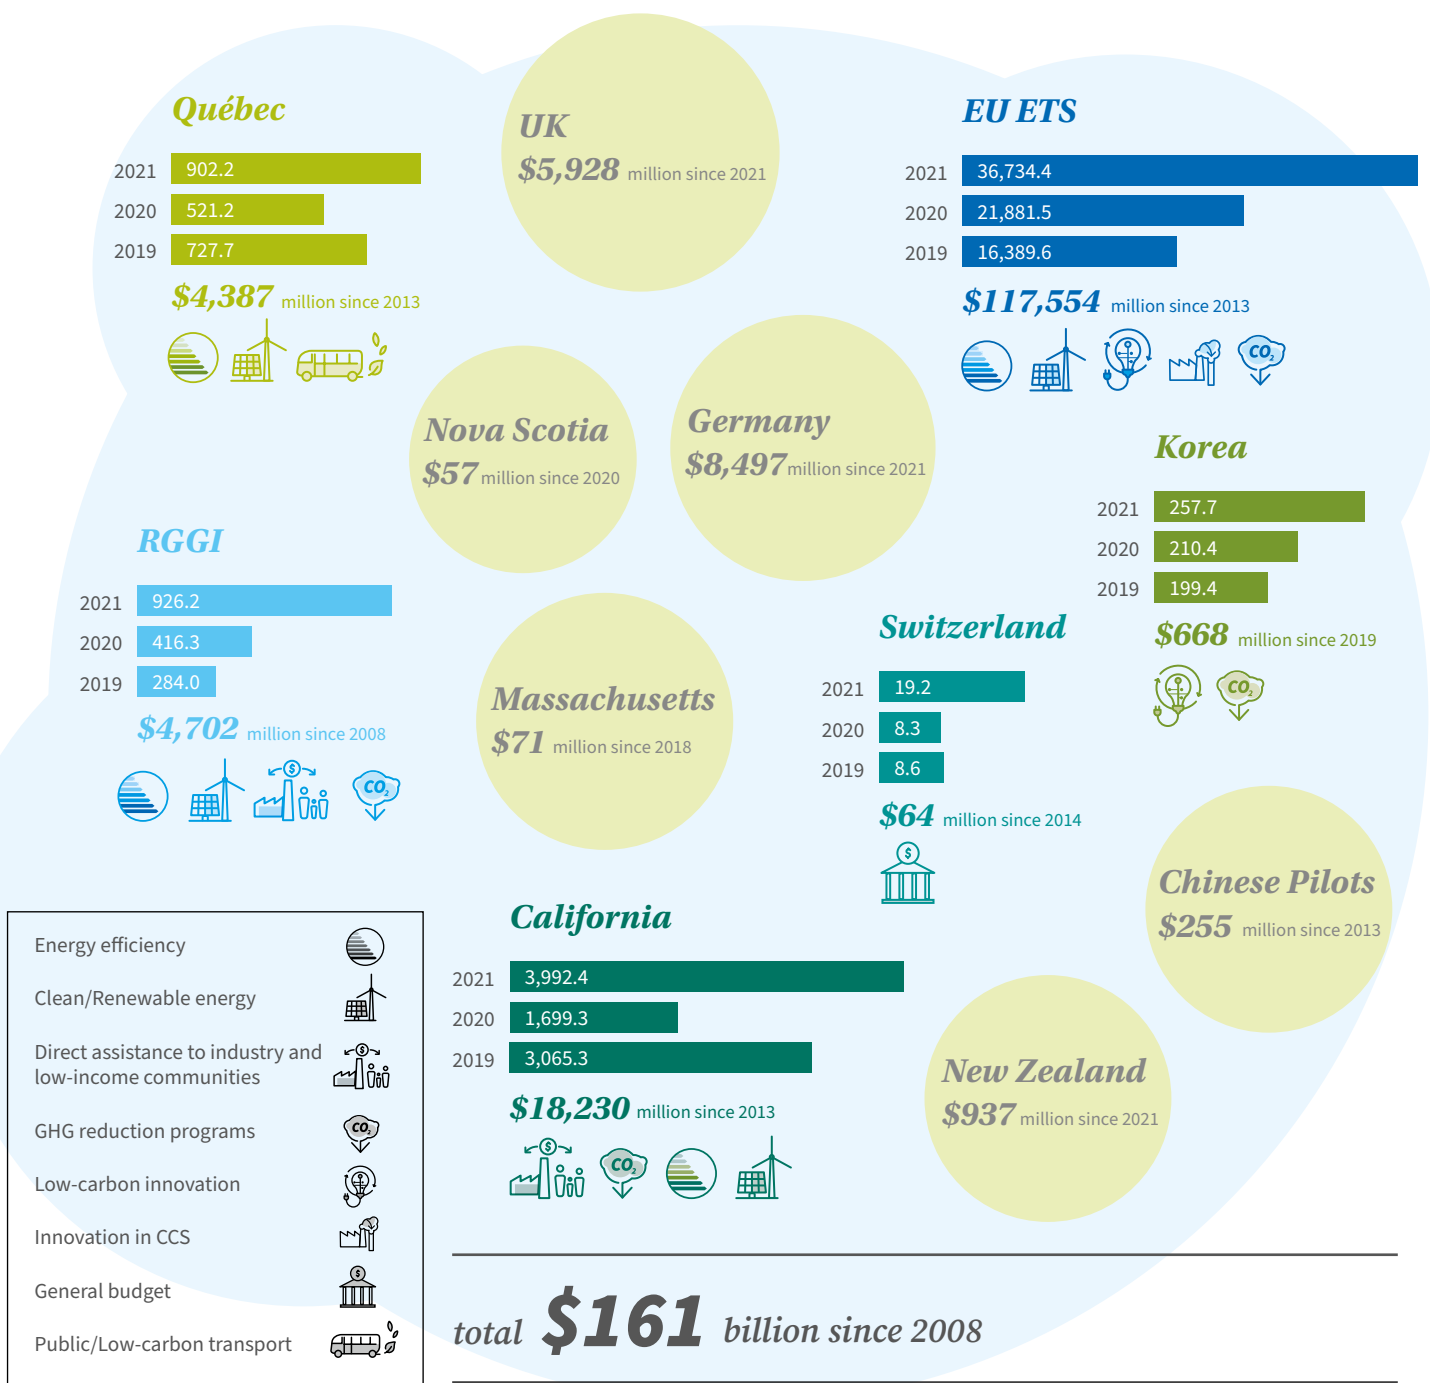 Québec
2021 902.2
2020 521.2
2019 727.7
$4,387 million since 2013
UK
$5,928 million since 2021
EU ETS
2021 36,734.4
2020 21,881.5
2019 16,389.6
$117,554 million since 2013
CO₂
Nova Scotia
$57 million since 2020
Germany
$8,497 million since 2021
Korea
2021 257.7
2020 210.4
2019 199.4
$668 million since 2019
CO₂
RGGI
2021 926.2
2020 416.3
2019 284.0
$4,702 million since 2008
$
CO₂
Massachusetts
$71 million since 2018
Switzerland
2021 19.2
2020 8.3
2019 8.6
$64 million since 2014
$
Chinese Pilots
$255 million since 2013
California
2021 3,992.4
2020 1,699.3
2019 3,065.3
$18,230 million since 2013
$
CO₂
New Zealand
$937 million since 2021
Energy efficiency
Clean/Renewable energy
Direct assistance to industry and
low-income communities
$
GHG reduction programs
CO₂
Low-carbon innovation
Innovation in CCS
General budget
$
Public/Low-carbon transport
total $161 billion since 2008